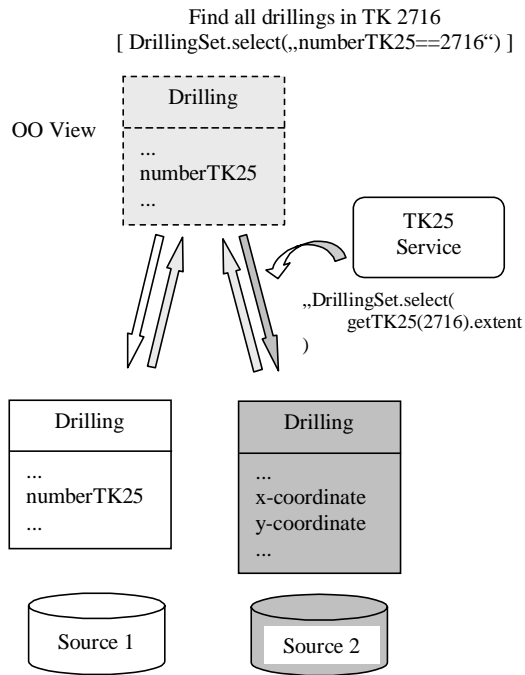 Find all drillings in TK 2716
[ DrillingSet.select(„numberTK25==2716“) ]
Drilling
OO View
...
numberTK25
...
TK25
Service
„DrillingSet.select(
getTK25(2716).extent
)
Drilling
...
numberTK25
...
Drilling
...
x-coordinate
y-coordinate
...
Source 1
Source 2